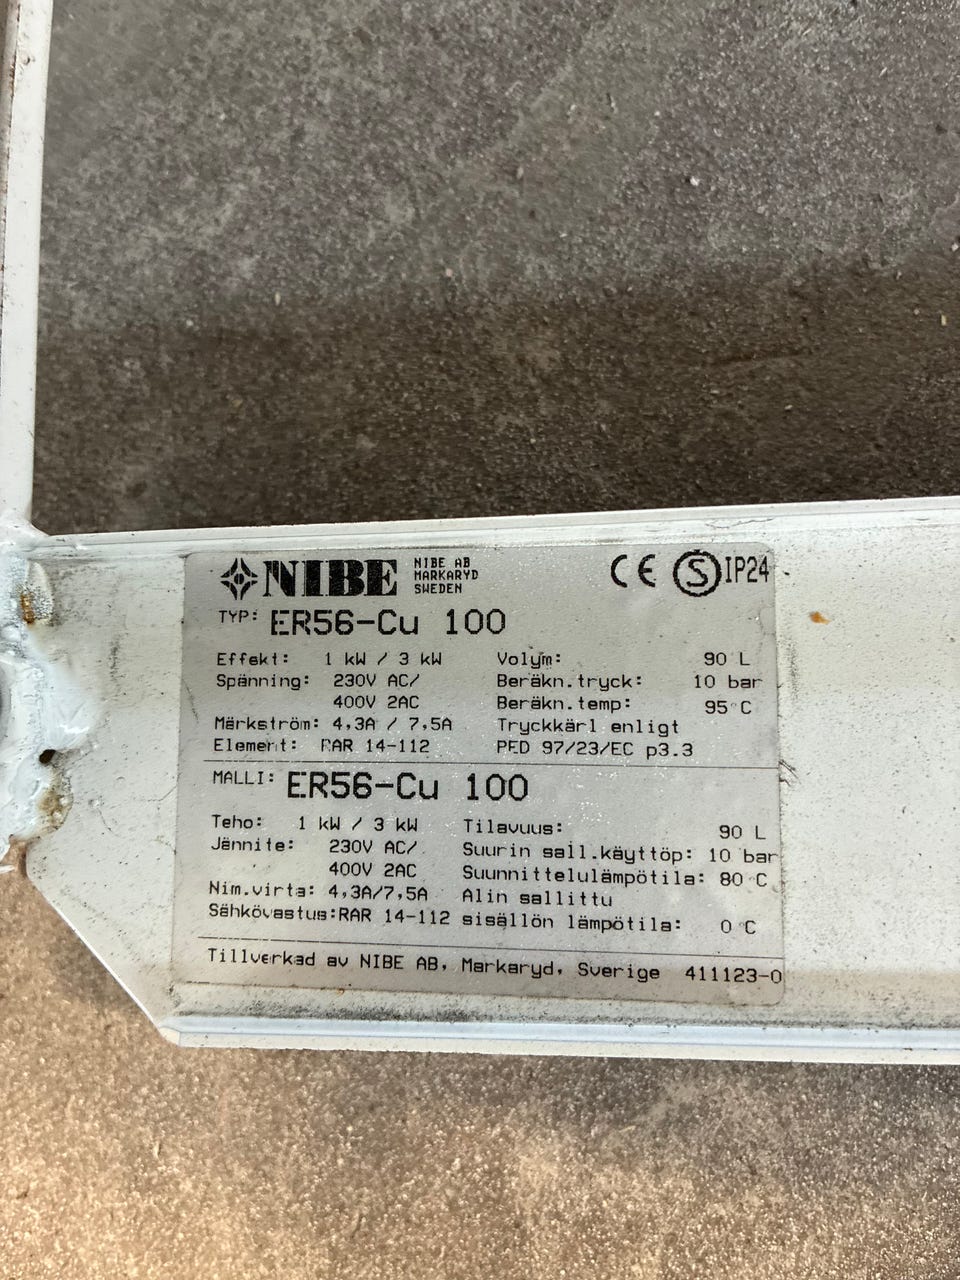 NIBE NIBE AB
MARKARYD
SWEDEN
CE S IP24
TYP: ER56-Cu 100
Effekt: 1 kW / 3 kW Volym: 90 L
Spänning: 230V AC/ Beräkn.tryck: 10 bar
400V 2AC Beräkn.temp: 95°C
Märkström: 4,3A / 7,5A Tryckkärl enligt
Element: RAR 14-112 PED 97/23/EC p3.3
MALLI: ER56-Cu 100
Teho: 1 kW / 3 kW Tilavuus: 90 L
Jännite: 230V AC/ Suurin sall.käyttöp: 10 bar
400V 2AC Suunnittelulämpötila: 80°C
Nim.virta: 4,3A/7,5A Alin sallittu
Sähkövastus:RAR 14-112 sisällön lämpötila: 0°C
Tillverkad av NIBE AB, Markaryd, Sverige 411123-0